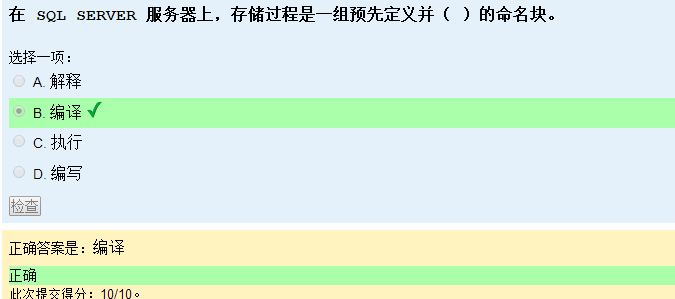 在 SQL SERVER 服务器上，存储过程是一组预先定义并（ ）的命名块。
选择一项：
A. 解释
B. 编译
C. 执行
D. 编写
检查
正确答案是：编译
正确
此次提交得分：10/10。